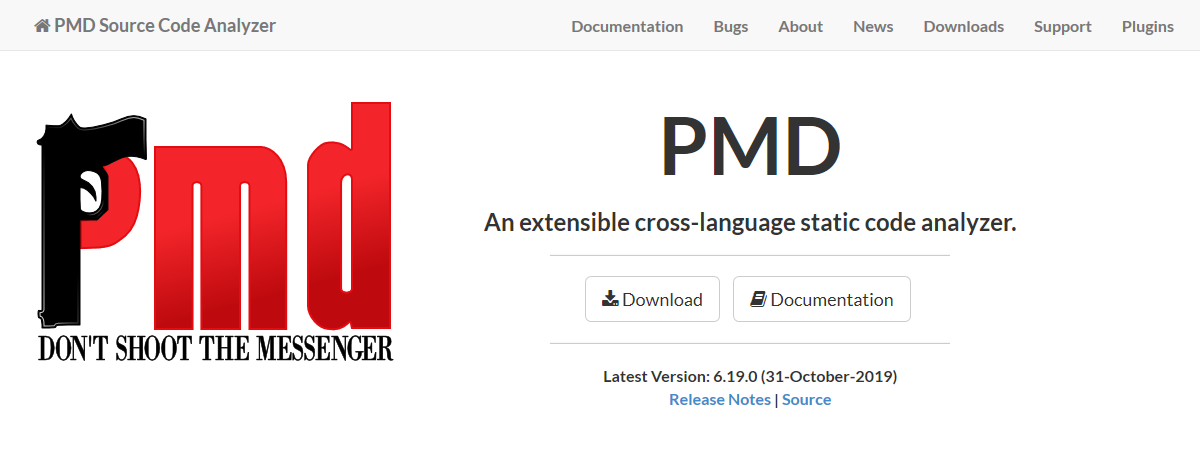 PMD Source Code Analyzer
Documentation Bugs About News Downloads Support Plugins
pmd
DON'T SHOOT THE MESSENGER
PMD
An extensible cross-language static code analyzer.
Download Documentation
Latest Version: 6.19.0 (31-October-2019)
Release Notes | Source